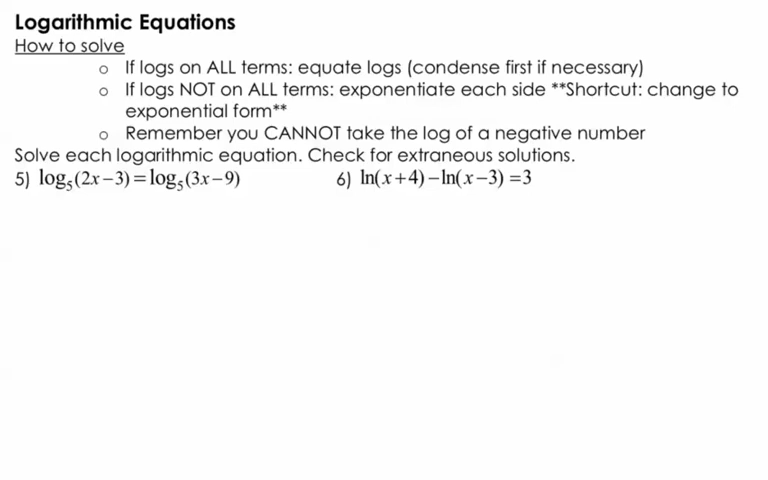 Logarithmic Equations
How to solve
o If logs on ALL terms: equate logs (condense first if necessary)
o If logs NOT on ALL terms: exponentiate each side **Shortcut: change to
exponential form**
o Remember you CANNOT take the log of a negative number
Solve each logarithmic equation. Check for extraneous solutions.
5) log₅(2x−3)=log₅(3x−9) 6) ln(x+4)−ln(x−3)=3